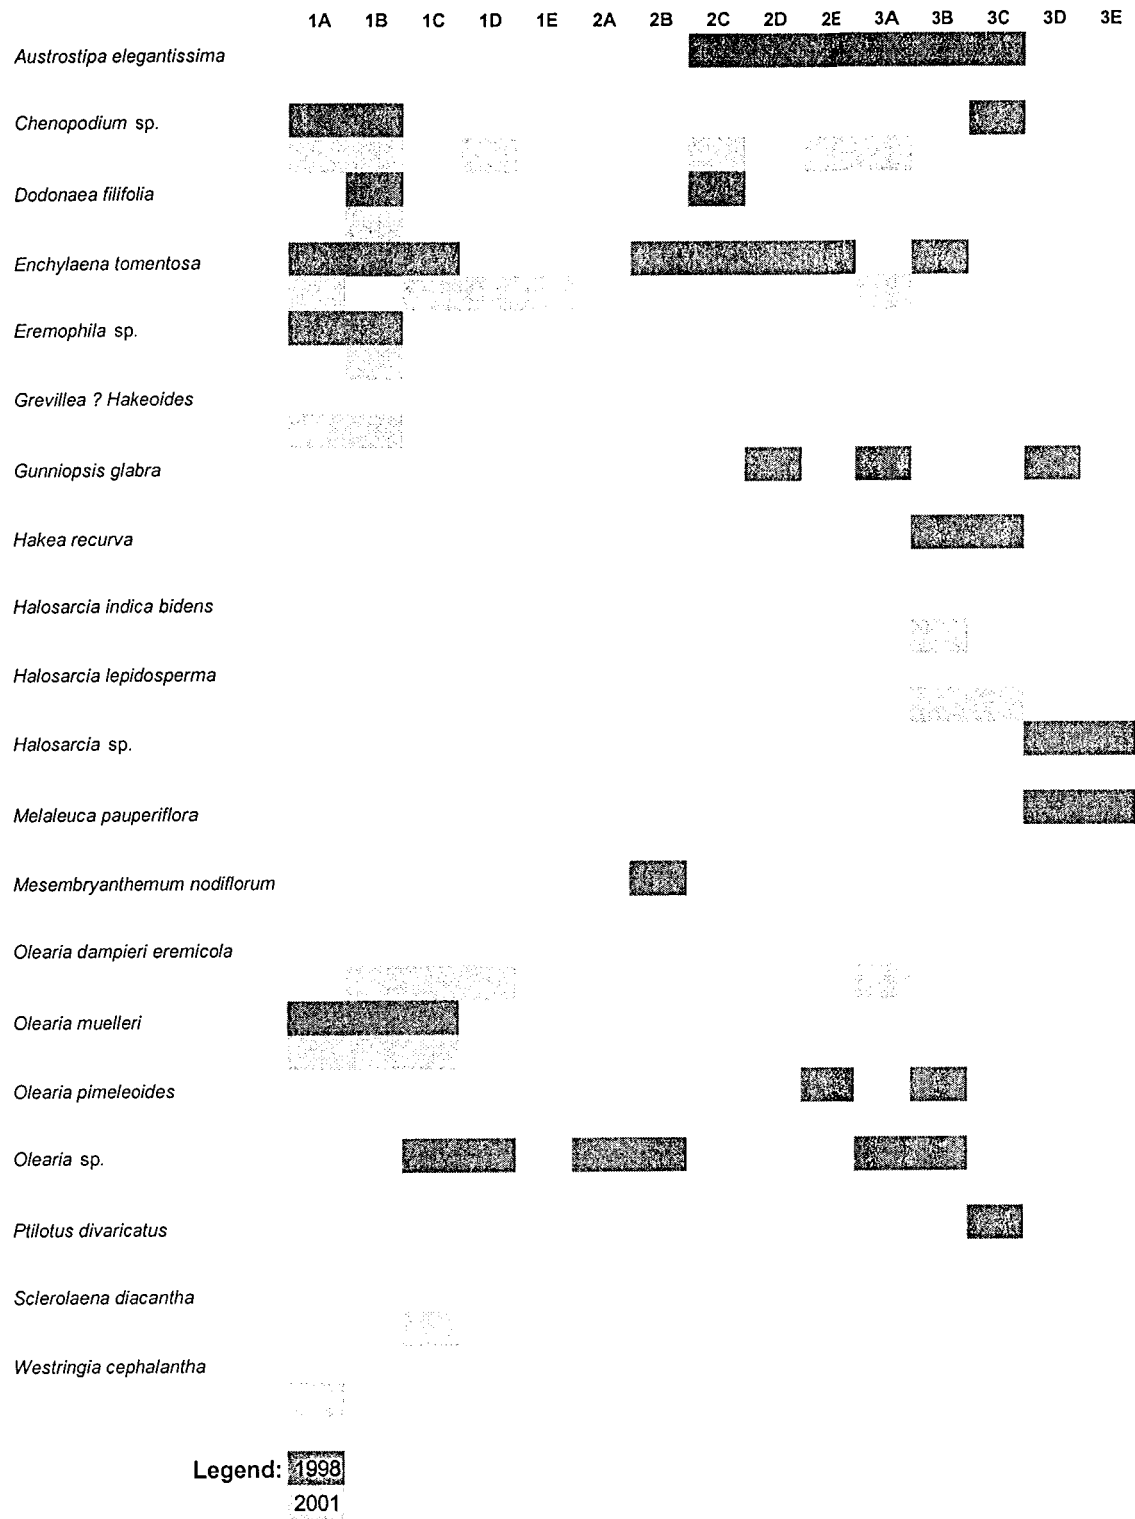 1A 1B 1C 1D 1E 2A 2B 2C 2D 2E 3A 3B 3C 3D 3E
Austrostipa elegantissima
Chenopodium sp.
Dodonaea filifolia
Enchylaena tomentosa
Eremophila sp.
Grevillea ? Hakeoides
Gunniopsis glabra
Hakea recurva
Halosarcia indica bidens
Halosarcia lepidosperma
Halosarcia sp.
Melaleuca pauperiflora
Mesembryanthemum nodiflorum
Olearia dampieri eremicola
Olearia muelleri
Olearia pimeleoides
Olearia sp.
Ptilotus divaricatus
Sclerolaena diacantha
Westringia cephalantha
Legend: 1998
2001